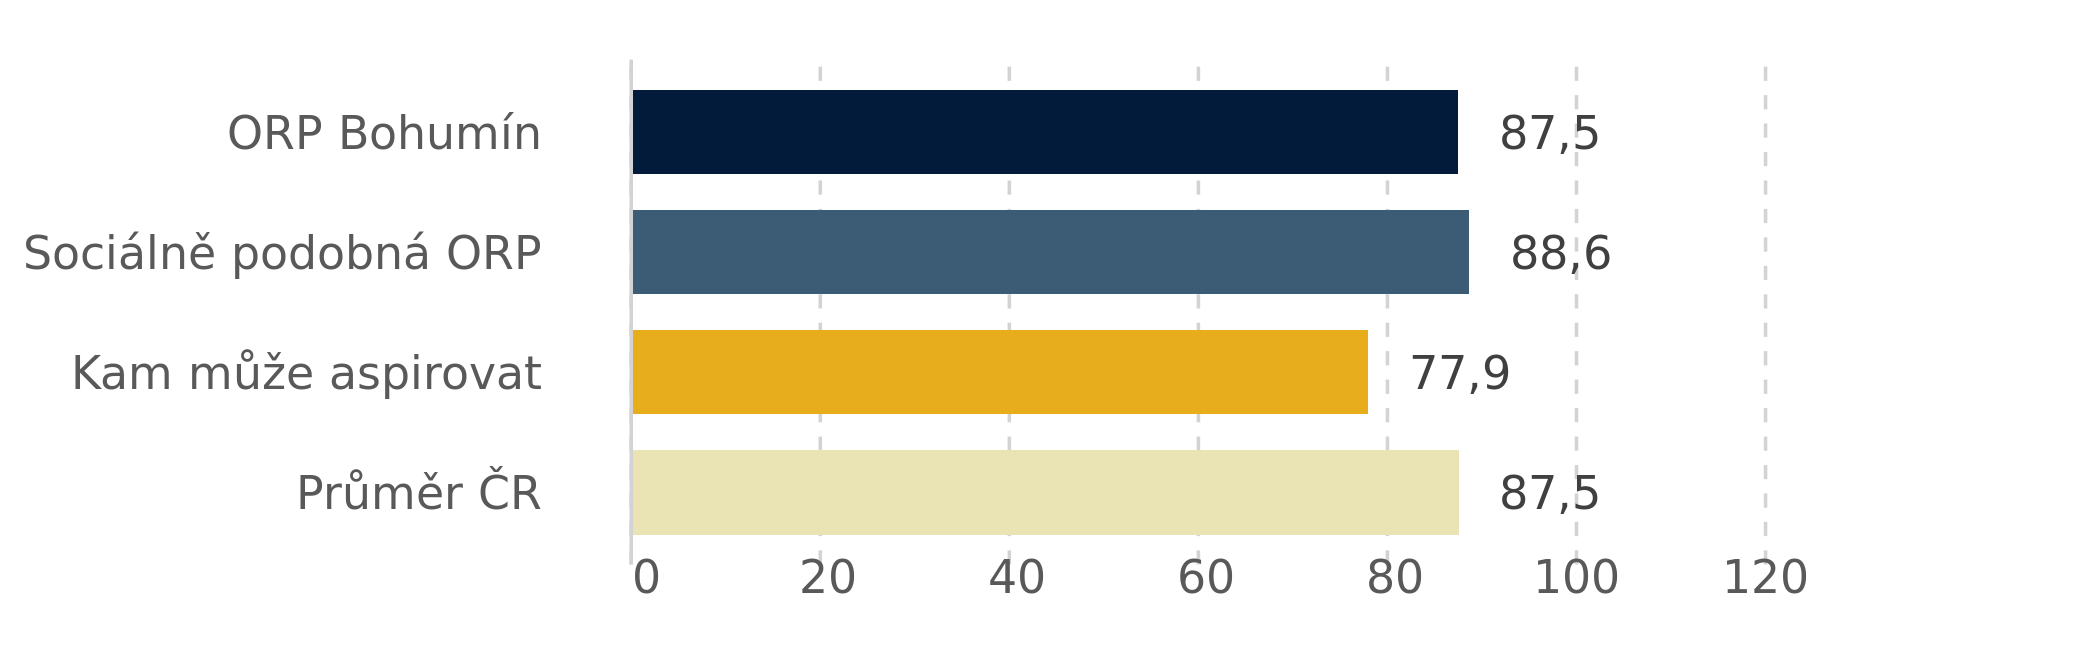 ORP Bohumín 87,5
Sociálně podobná ORP 88,6
Kam může aspirovat 77,9
Průměr ČR 87,5
0 20 40 60 80 100 120